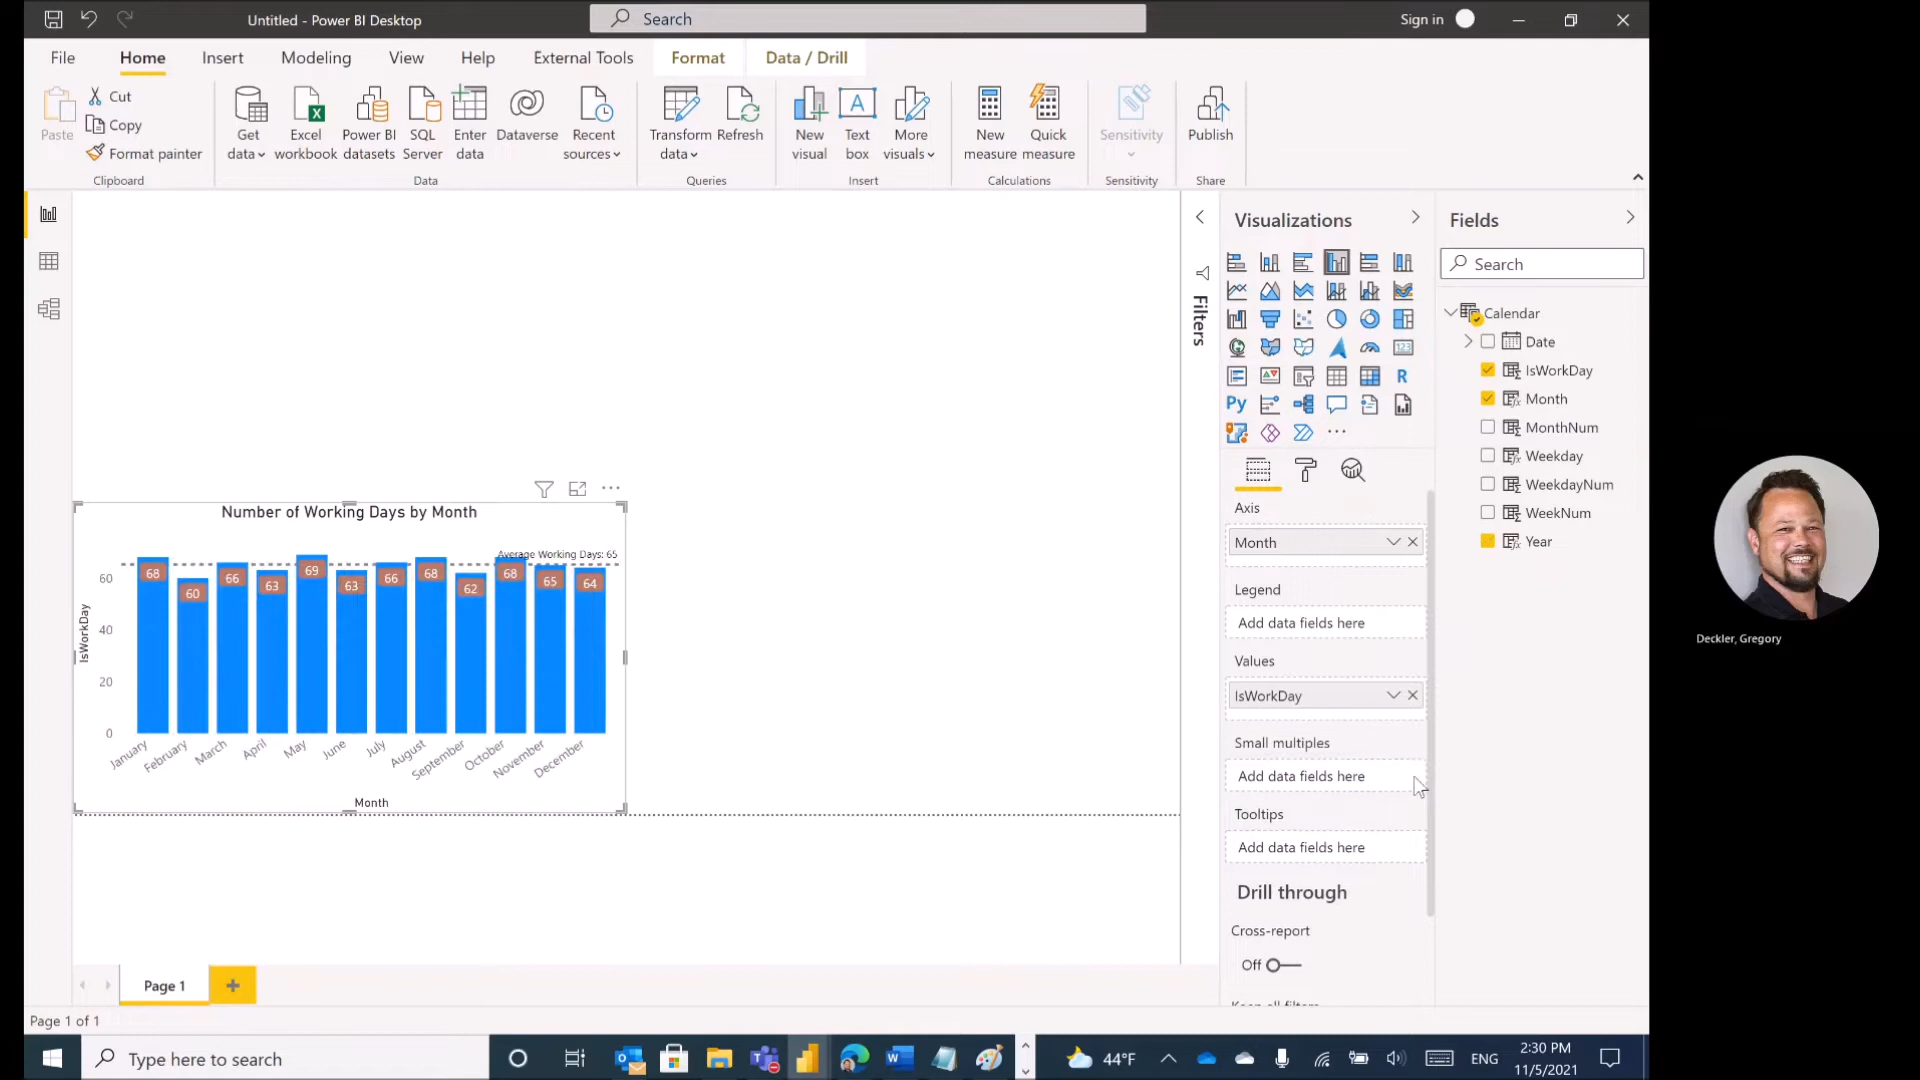 Untitled - Power BI Desktop
Search
Sign in
File
Home
Insert
Modeling
View
Help
External Tools
Format
Data / Drill
Paste
Cut
Copy
Format painter
Clipboard
Get data
Excel workbook
Power BI datasets
SQL Server
Enter data
Dataverse
Recent sources
Data
Transform data
Refresh
Queries
New visual
Text box
More visuals
Insert
New measure
Quick measure
Calculations
Sensitivity
Sensitivity
Publish
Share
Number of Working Days by Month
Average Working Days: 65
IsWorkDay
60
40
20
0
68
60
66
63
69
63
66
68
62
68
65
64
January
February
March
April
May
June
July
August
September
October
November
December
Month
Filters
Visualizations
123
R
Py
Axis
Month
Legend
Add data fields here
Values
IsWorkDay
Small multiples
Add data fields here
Tooltips
Add data fields here
Drill through
Cross-report
Off
Fields
Search
Calendar
Date
IsWorkDay
Month
MonthNum
Weekday
WeekdayNum
WeekNum
Year
Deckler, Gregory
Page 1
Page 1 of 1
Type here to search
44°F
ENG
2:30 PM
11/5/2021